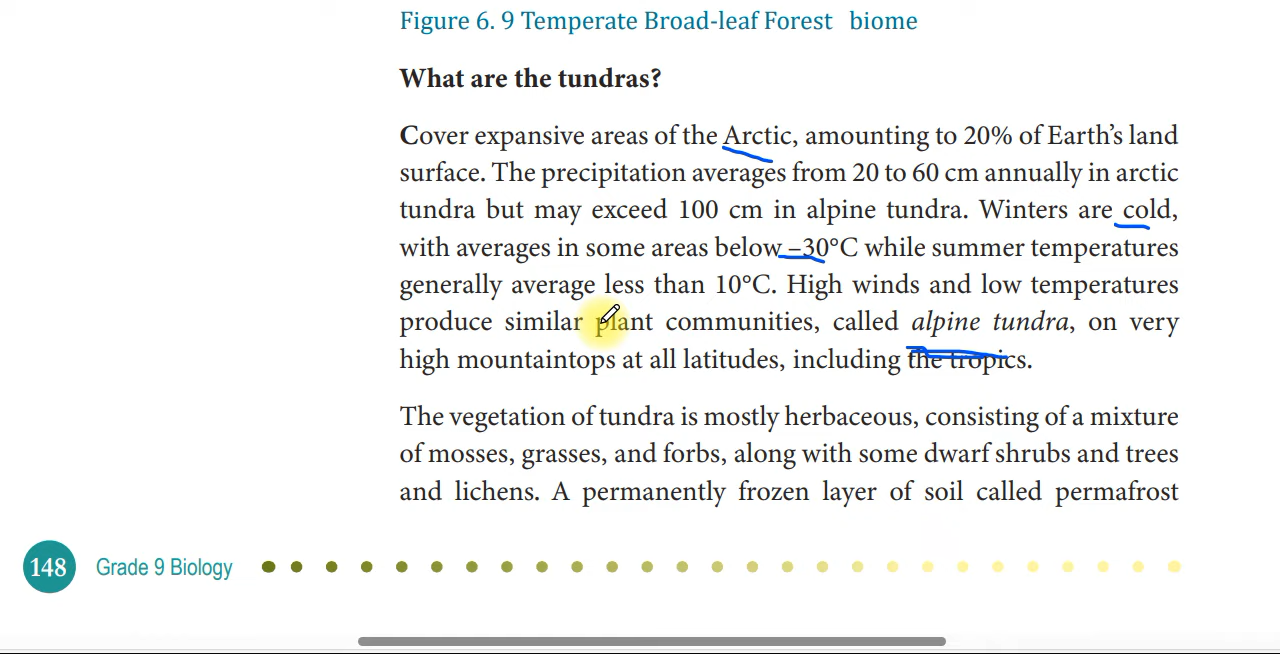 Figure 6. 9 Temperate Broad-leaf Forest biome
What are the tundras?
Cover expansive areas of the Arctic, amounting to 20% of Earth's land
surface. The precipitation averages from 20 to 60 cm annually in arctic
tundra but may exceed 100 cm in alpine tundra. Winters are cold,
with averages in some areas below –30°C while summer temperatures
generally average less than 10°C. High winds and low temperatures
produce similar plant communities, called alpine tundra, on very
high mountaintops at all latitudes, including the tropics.
The vegetation of tundra is mostly herbaceous, consisting of a mixture
of mosses, grasses, and forbs, along with some dwarf shrubs and trees
and lichens. A permanently frozen layer of soil called permafrost
148 Grade 9 Biology